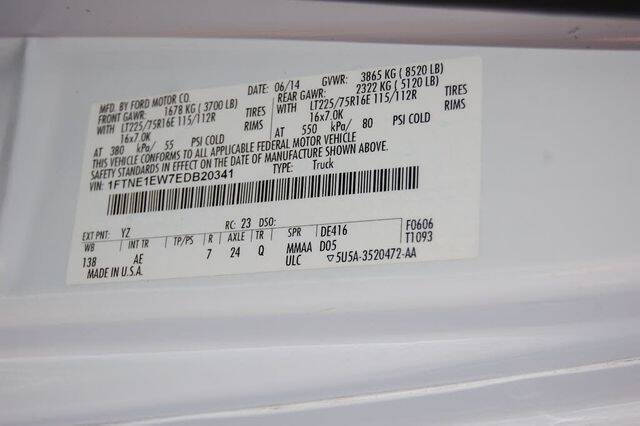 MFD. BY FORD MOTOR CO. DATE: 06/14 GVWR: 3865 KG ( 8520 LB)
FRONT GAWR: 1678 KG ( 3700 LB) REAR GAWR: 2322 KG ( 5120 LB)
WITH LT225/75R16E 115/112R TIRES WITH LT225/75R16E 115/112R TIRES
16x7.0K RIMS 16x7.0K RIMS
AT 380 kPa/ 55 PSI COLD AT 550 kPa/ 80 PSI COLD
THIS VEHICLE CONFORMS TO ALL APPLICABLE FEDERAL MOTOR VEHICLE
SAFETY STANDARDS IN EFFECT ON THE DATE OF MANUFACTURE SHOWN ABOVE.
VIN: 1FTNE1EW7EDB20341 TYPE: Truck
EXT PNT: YZ RC: 23 DSO: F0606
WB INT TR TP/PS R AXLE TR SPR DE416 T1093
138 AE 7 24 Q MMAA D05
MADE IN U.S.A. ULC ▽5U5A-3520472-AA